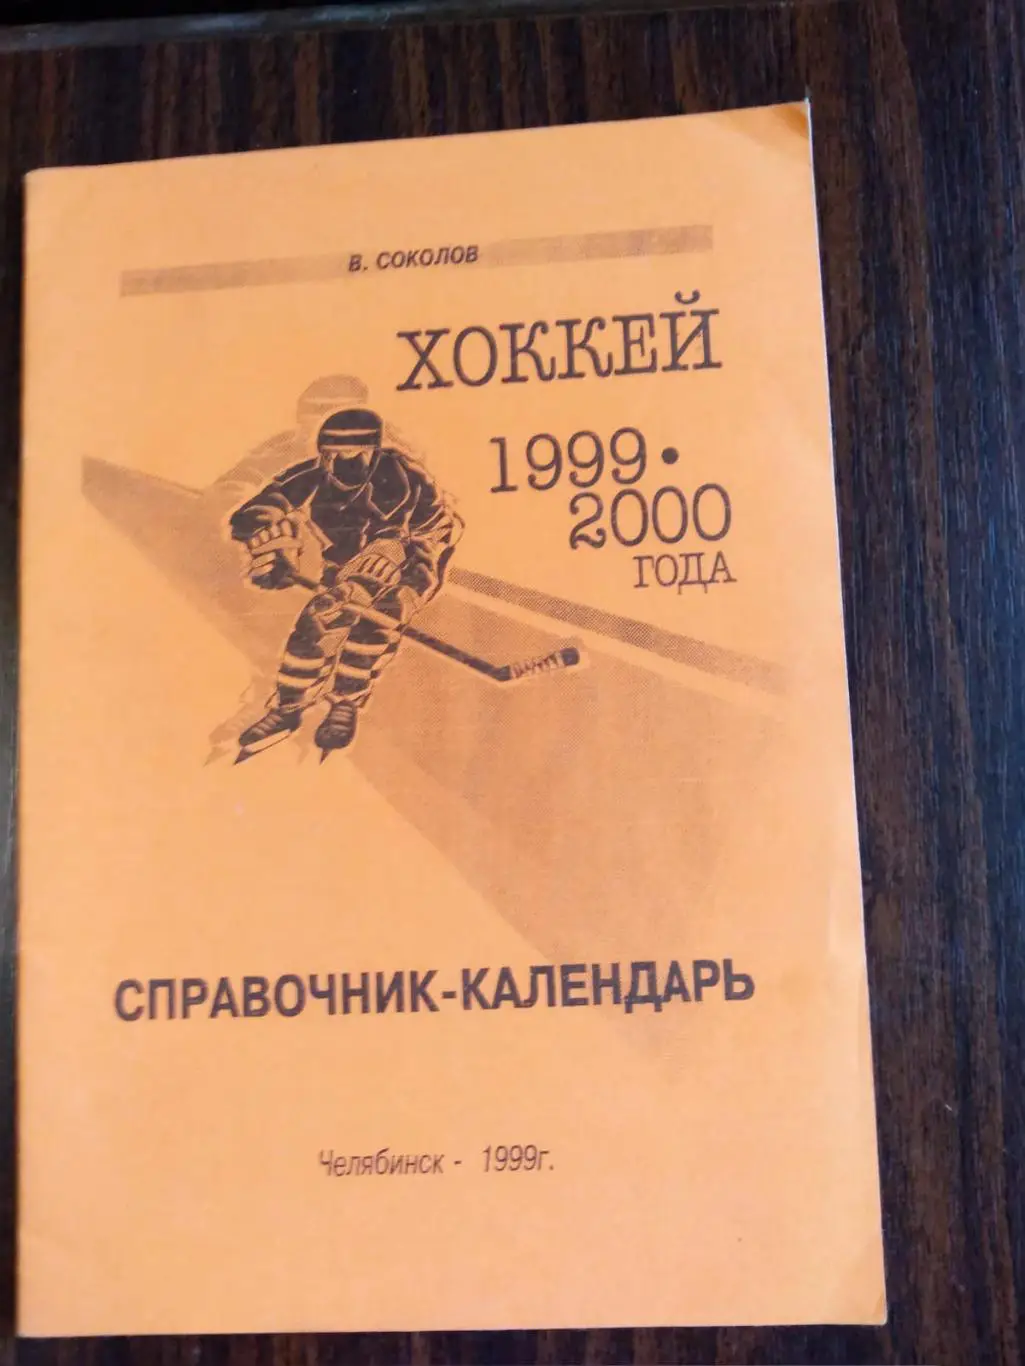 В. СОКОЛОВ
ХОККЕЙ
1999•
2000
ГОДА
СПРАВОЧНИК-КАЛЕНДАРЬ
Челябинск - 1999г.